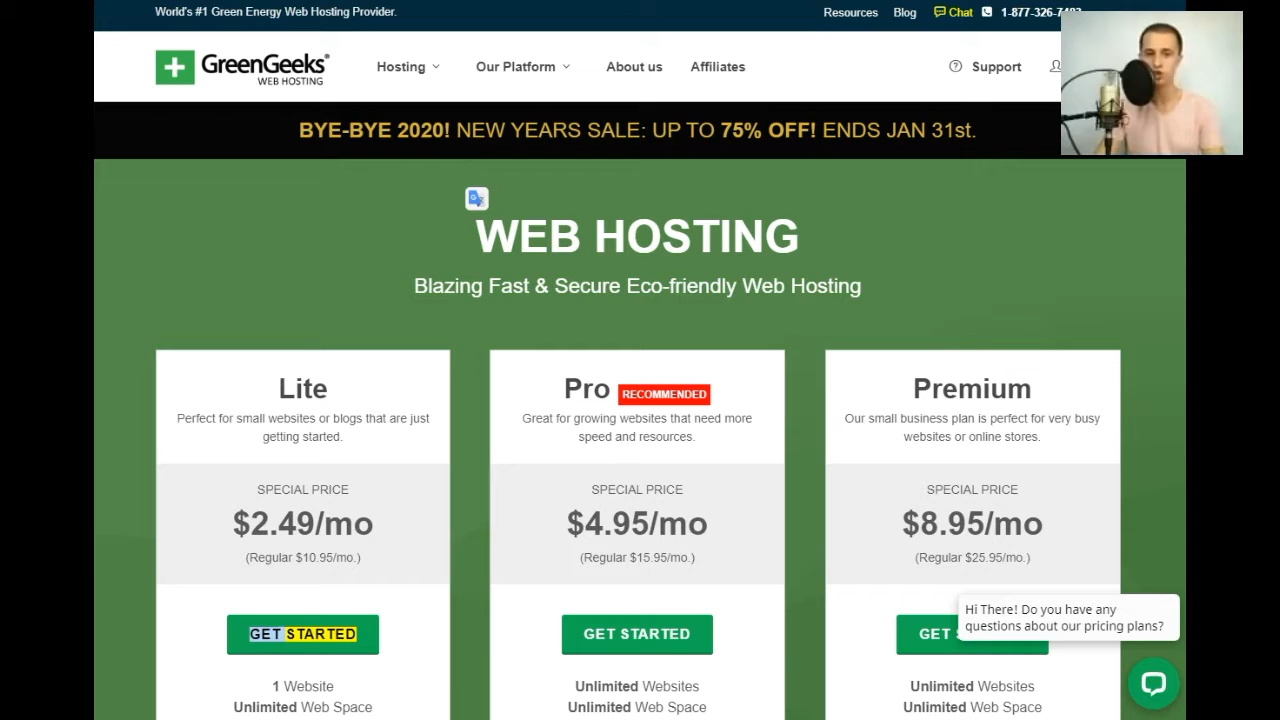 World's #1 Green Energy Web Hosting Provider.
Resources Blog Chat 1-877-326-7483
GreenGeeks®
WEB HOSTING
Hosting Our Platform About us Affiliates Support
BYE-BYE 2020! NEW YEARS SALE: UP TO 75% OFF! ENDS JAN 31st.
WEB HOSTING
Blazing Fast & Secure Eco-friendly Web Hosting
Lite
Perfect for small websites or blogs that are just
getting started.
SPECIAL PRICE
$2.49/mo
(Regular $10.95/mo.)
GET STARTED
1 Website
Unlimited Web Space
Pro RECOMMENDED
Great for growing websites that need more
speed and resources.
SPECIAL PRICE
$4.95/mo
(Regular $15.95/mo.)
GET STARTED
Unlimited Websites
Unlimited Web Space
Premium
Our small business plan is perfect for very busy
websites or online stores.
SPECIAL PRICE
$8.95/mo
(Regular $25.95/mo.)
GET
Unlimited Websites
Unlimited Web Space
Hi There! Do you have any
questions about our pricing plans?